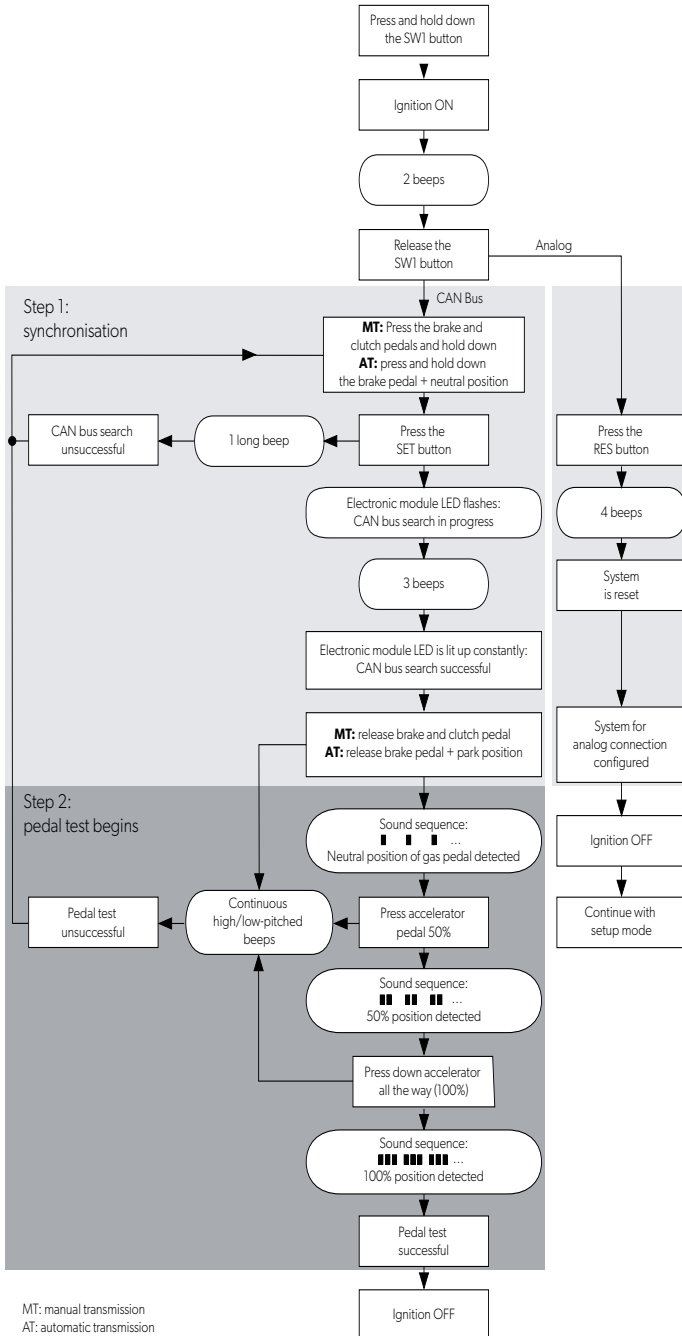 Press and hold down
the SW1 button
Ignition ON
2 beeps
Release the
SW1 button
Analog
CAN Bus
Step 1:
synchronisation
MT: Press the brake and
clutch pedals and hold down
AT: press and hold down
the brake pedal + neutral position
CAN bus search
unsuccessful
1 long beep
Press the
SET button
Press the
RES button
Electronic module LED flashes:
CAN bus search in progress
4 beeps
3 beeps
System
is reset
Electronic module LED is lit up constantly:
CAN bus search successful
MT: release brake and clutch pedal
AT: release brake pedal + park position
System for
analog connection
configured
Step 2:
pedal test begins
Sound sequence:
...
Neutral position of gas pedal detected
Ignition OFF
Pedal test
unsuccessful
Continuous
high/low-pitched
beeps
Press accelerator
pedal 50%
Continue with
setup mode
Sound sequence:
...
50% position detected
Press down accelerator
all the way (100%)
Sound sequence:
...
100% position detected
Pedal test
successful
Ignition OFF
MT: manual transmission
AT: automatic transmission